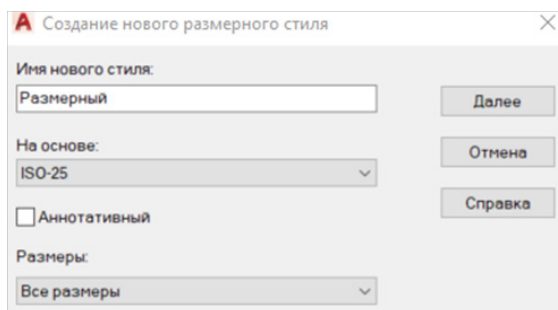 Создание нового размерного стиля
Имя нового стиля:
Размерный
Далее
На основе:
Отмена
ISO-25
Справка
Аннотативный
Размеры:
Все размеры